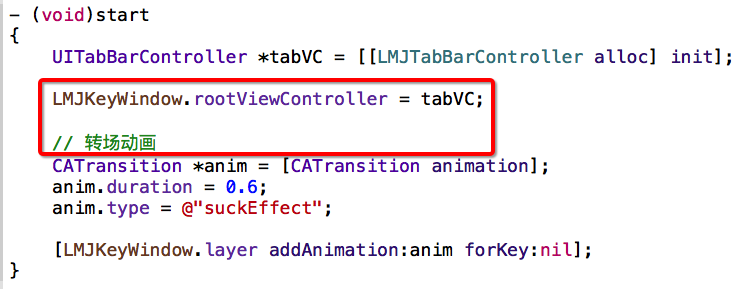 - (void)start
{
UITabBarController *tabVC = [[LMJTabBarController alloc] init];
LMJKeyWindow.rootViewController = tabVC;
// 转场动画
CATransition *anim = [CATransition animation];
anim.duration = 0.6;
anim.type = @"suckEffect";
[LMJKeyWindow.layer addAnimation:anim forKey:nil];
}